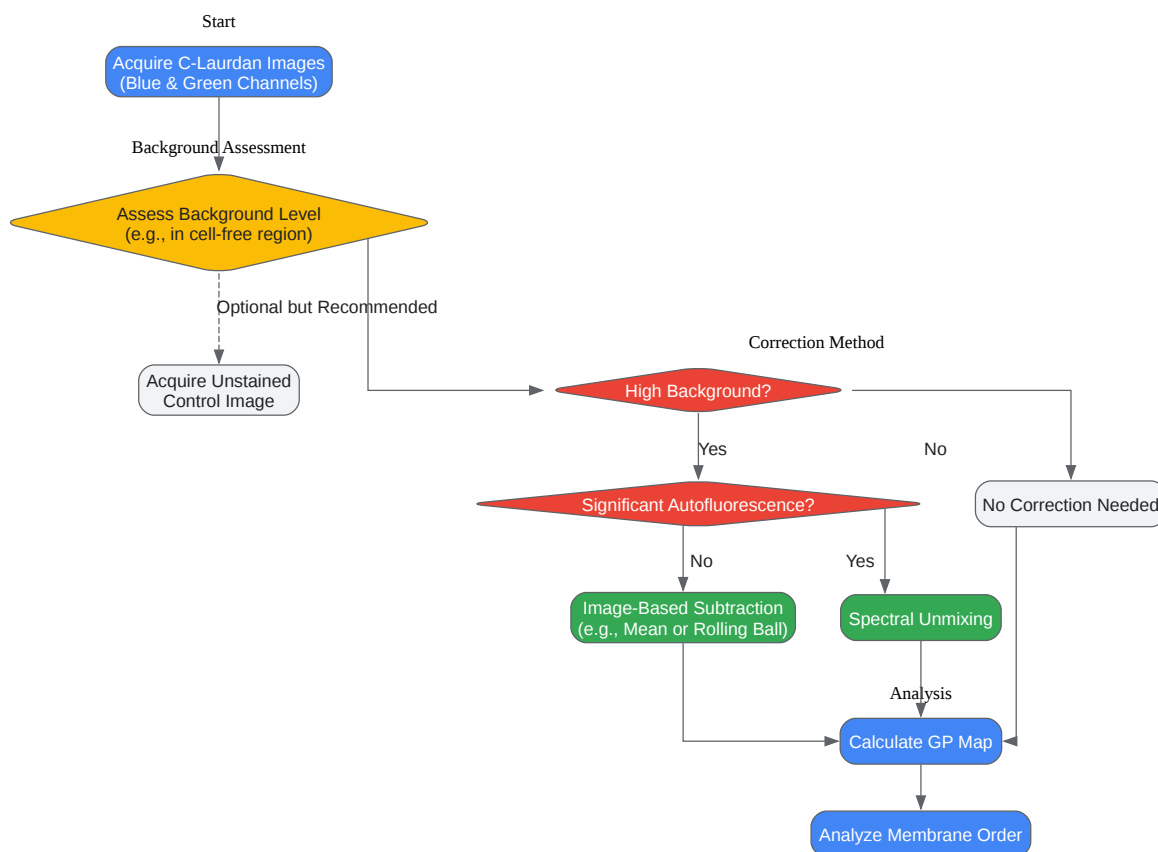 Start
Acquire C-Laurdan Images
(Blue & Green Channels)
Background Assessment
Assess Background Level
(e.g., in cell-free region)
Optional but Recommended
Acquire Unstained
Control Image
Correction Method
High Background?
Yes
No
Significant Autofluorescence?
No Correction Needed
No
Yes
Image-Based Subtraction
(e.g., Mean or Rolling Ball)
Spectral Unmixing
Analysis
Calculate GP Map
Analyze Membrane Order